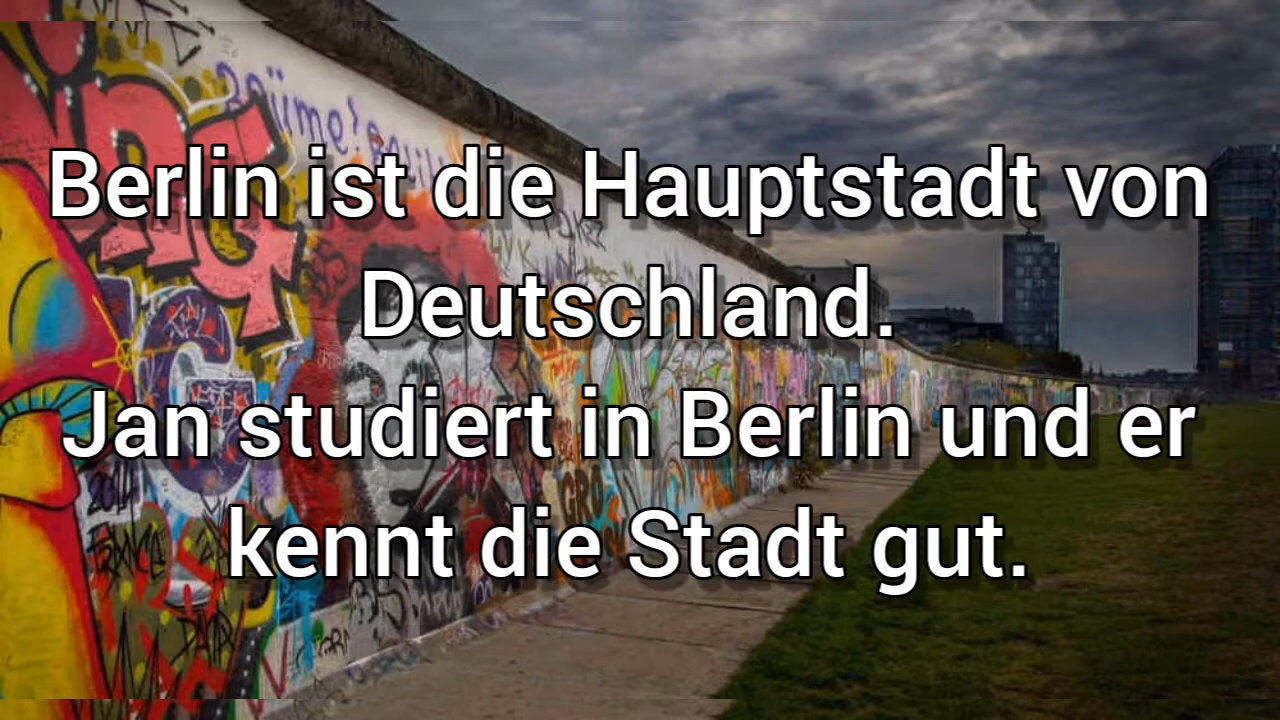 Berlin ist die Hauptstadt von
Deutschland.
Jan studiert in Berlin und er
kennt die Stadt gut.